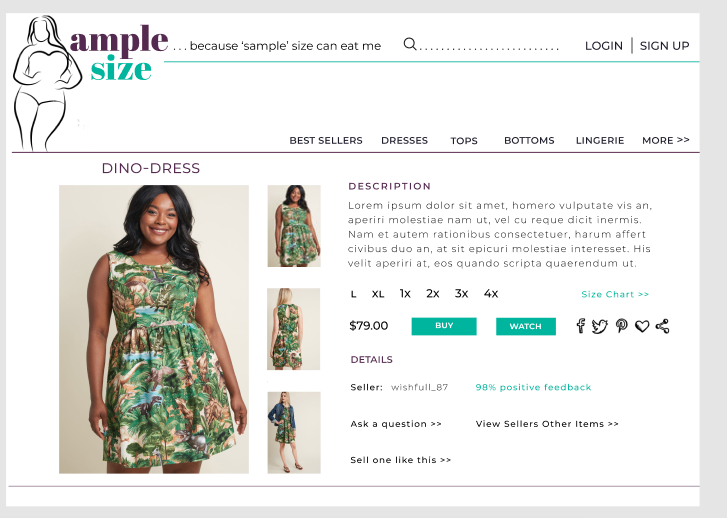 ample
size
...because ‘sample’ size can eat me
LOGIN | SIGN UP
BEST SELLERS DRESSES TOPS BOTTOMS LINGERIE MORE >>
DINO-DRESS
DESCRIPTION
Lorem ipsum dolor sit amet, homero vulputate vis an,
aperiri molestiae nam ut, vel cu reque dicit inermis.
Nam et autem rationibus consectetuer, harum affert
civibus duo an, at sit epicuri molestiae interesset. His
velit aperiri at, eos quando scripta quaerendum ut.
L XL 1x 2x 3x 4x Size Chart >>
$79.00 BUY WATCH
DETAILS
Seller: wishfull_87 98% positive feedback
Ask a question >> View Sellers Other Items >>
Sell one like this >>